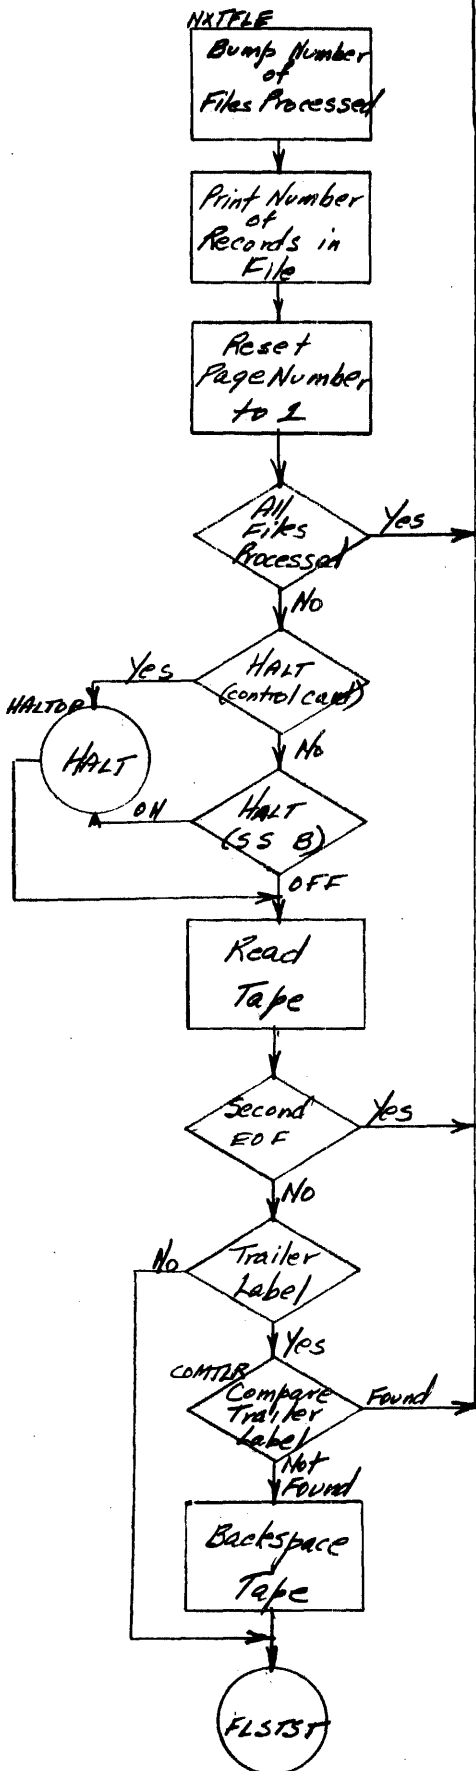 NXTFLE
Bump Number
of
Files Processed
Print Number
of
Records in
File
Reset
Page Number
to 1
All
Files
Processed
Yes
No
HALT
(control card)
Yes
HALTOP
HALT
No
HALT
(SS B)
ON
OFF
Read
Tape
Second
EOF
Yes
No
Trailer
Label
No
Yes
COMTLR
Compare
Trailer
Label
Found
Not
Found
Backspace
Tape
FLSTST